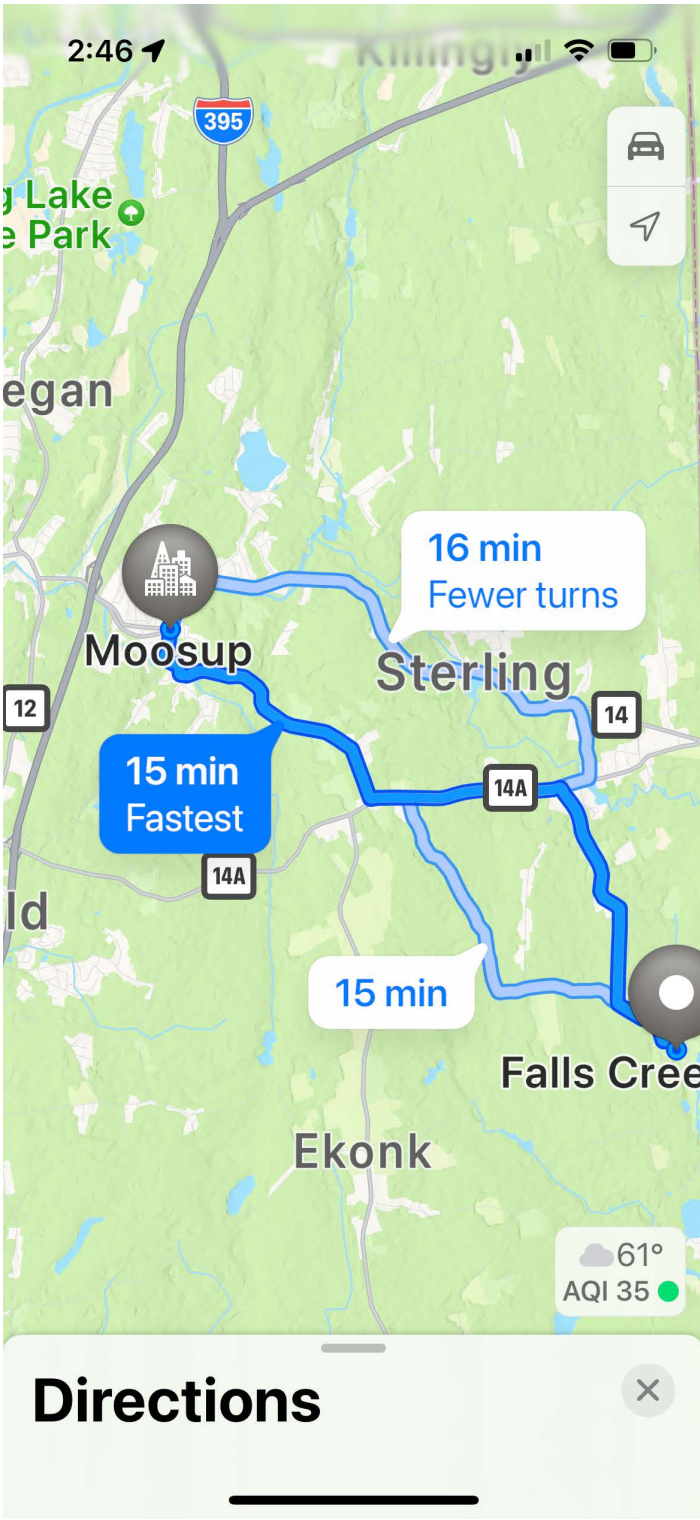 2:46
Killingly
395
g Lake
e Park
egan
16 min
Fewer turns
Moosup
Sterling
12
14
15 min
Fastest
14A
14A
ld
15 min
Falls Cree
Ekonk
61°
AQI 35
Directions